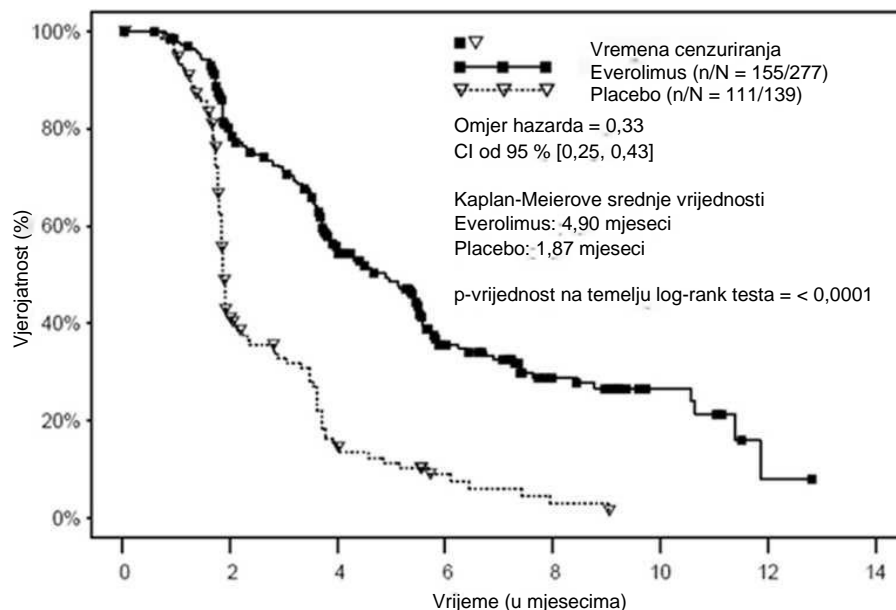 100%
80%
60%
40%
20%
0%
Vjerojatnost (%)
Vremena cenzuriranja
Everolimus (n/N = 155/277)
Placebo (n/N = 111/139)
Omjer hazarda = 0,33
CI od 95 % [0,25, 0,43]
Kaplan-Meierove srednje vrijednosti
Everolimus: 4,90 mjeseci
Placebo: 1,87 mjeseci
p-vrijednost na temelju log-rank testa = < 0,0001
0 2 4 6 8 10 12 14
Vrijeme (u mjesecima)